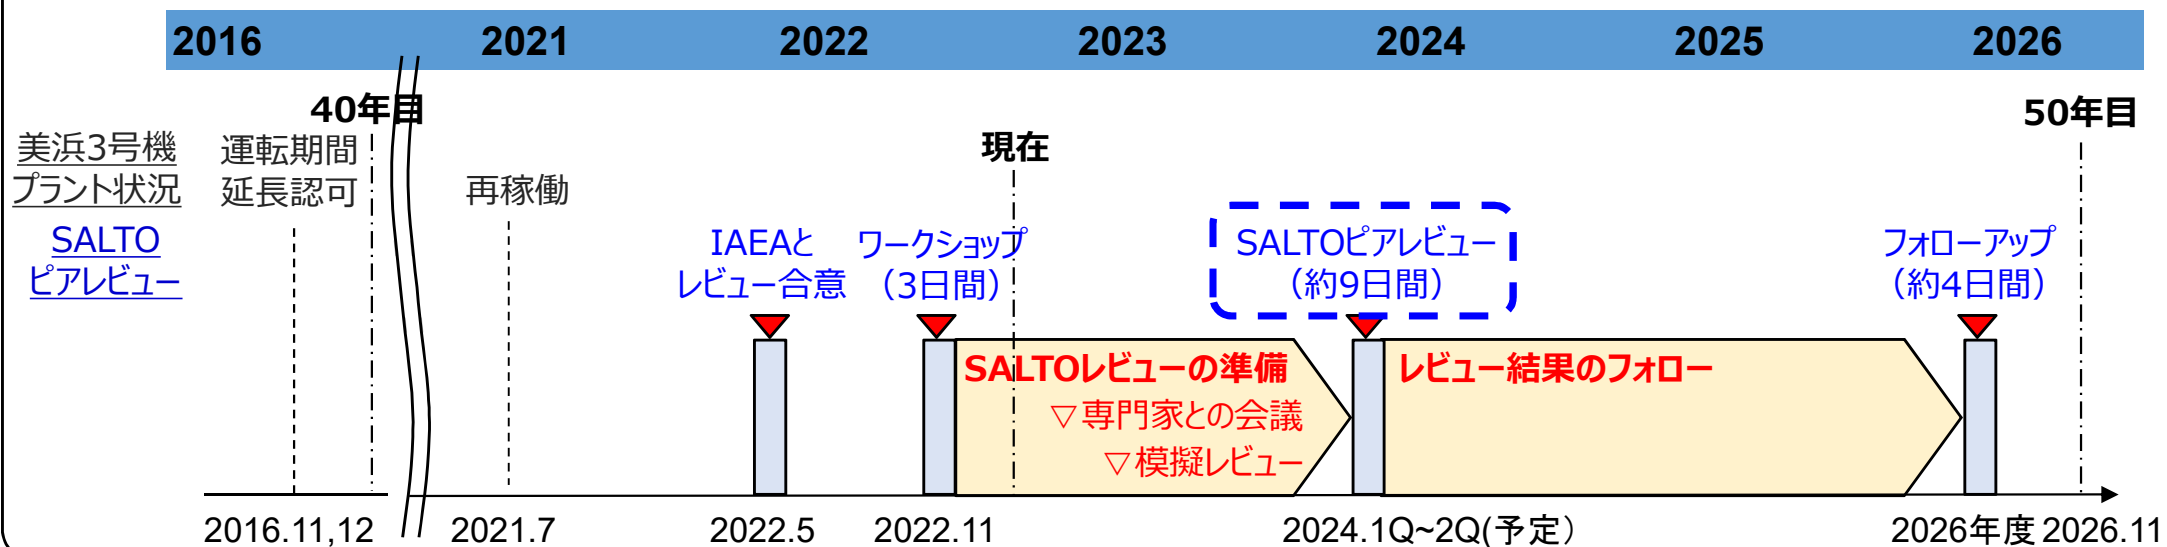 2016 2021 2022 2023 2024 2025 2026
40年目
50年目
現在
美浜3号機
プラント状況
運転期間
延長認可
再稼働
SALTO
ピアレビュー
IAEAと
レビュー合意
ワークショップ
（3日間）
SALTOピアレビュー
（約9日間）
フォローアップ
（約4日間）
SALTOレビューの準備
▽専門家との会議
▽模擬レビュー
レビュー結果のフォロー
2016.11,12 2021.7 2022.5 2022.11 2024.1Q~2Q(予定） 2026年度 2026.11